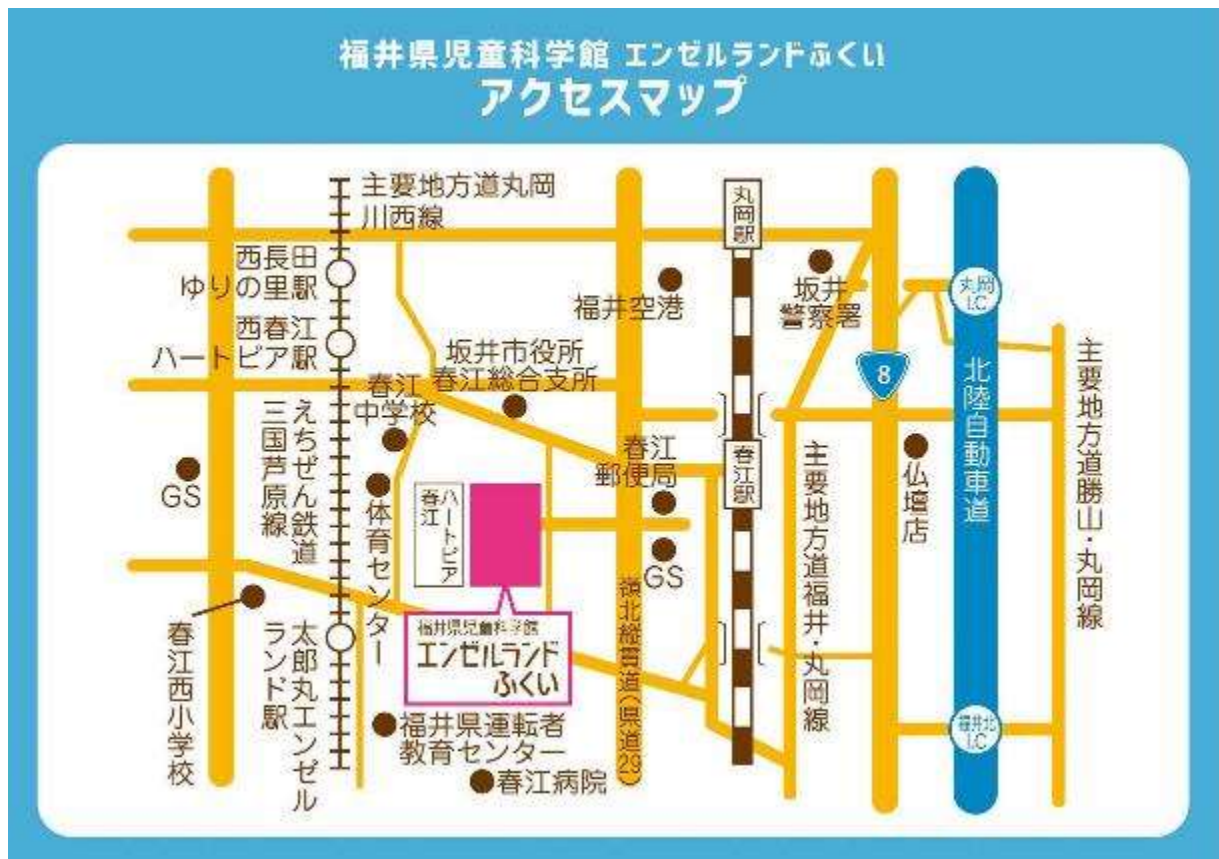 福井県児童科学館 エンゼルランドふくい
アクセスマップ
主要地方道丸岡
川西線
丸岡駅
西長田
ゆりの里駅
福井空港
坂井
警察署
丸岡
I.C
西春江
ハートピア駅
坂井市役所
春江総合支所
8
北陸自動車道
主要地方道勝山・丸岡線
春江
中学校
えちぜん鉄道
三国芦原線
GS
体育センター
ハートピア
春江
春江
郵便局
春江駅
GS
主要地方道福井・丸岡線
仏壇店
嶺北縦貫道(県道29)
春江西小学校
太郎丸エンゼル
ランド駅
福井県児童科学館
エンゼルランド
ふくい
福井県運転者
教育センター
春江病院
福井北
I.C